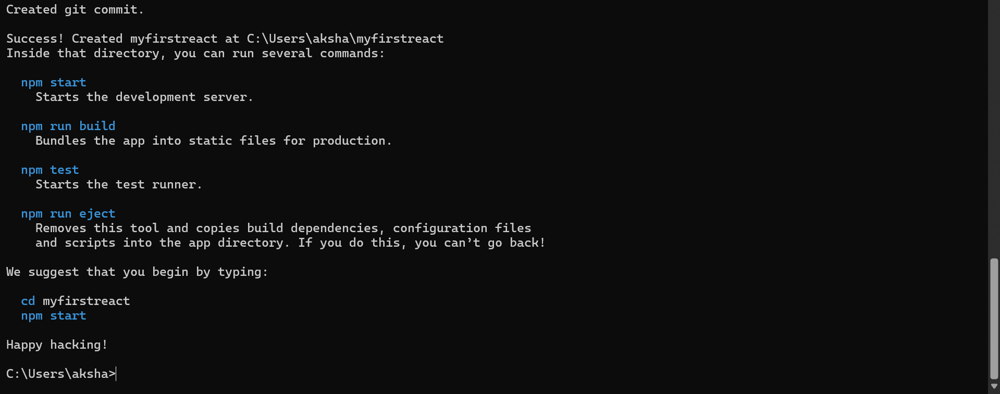 Created git commit.
Success! Created myfirstreact at C:\Users\aksha\myfirstreact
Inside that directory, you can run several commands:
npm start
Starts the development server.
npm run build
Bundles the app into static files for production.
npm test
Starts the test runner.
npm run eject
Removes this tool and copies build dependencies, configuration files
and scripts into the app directory. If you do this, you can’t go back!
We suggest that you begin by typing:
cd myfirstreact
npm start
Happy hacking!
C:\Users\aksha>